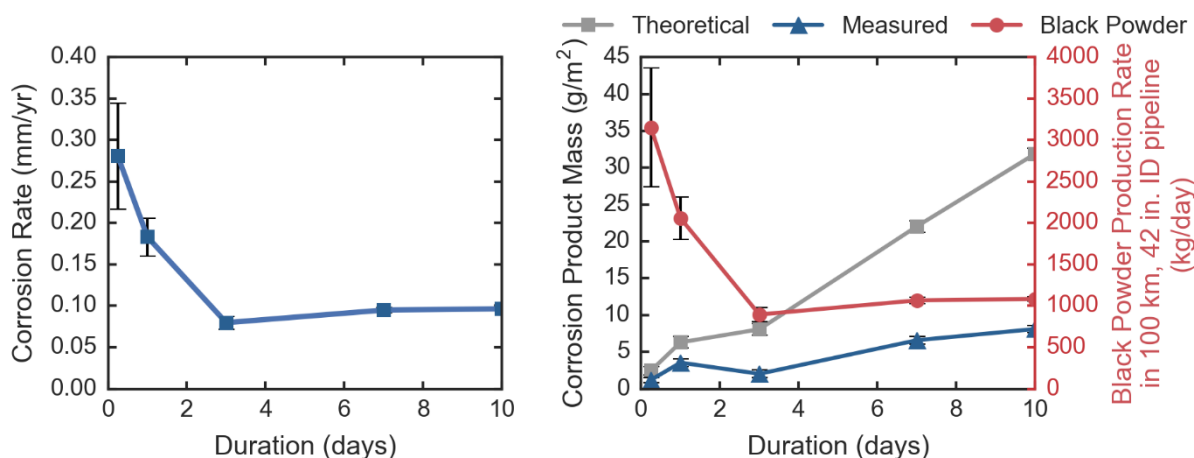 Theoretical Measured Black Powder
Corrosion Rate (mm/yr)
0.40
0.35
0.30
0.25
0.20
0.15
0.10
0.05
0.00
0 2 4 6 8 10
Duration (days)
Corrosion Product Mass (g/m²)
45
40
35
30
25
20
15
10
5
0
0 2 4 6 8 10
Duration (days)
4000
3500
3000
2500
2000
1500
1000
500
0
Black Powder Production Rate
in 100 km, 42 in. ID pipeline
(kg/day)